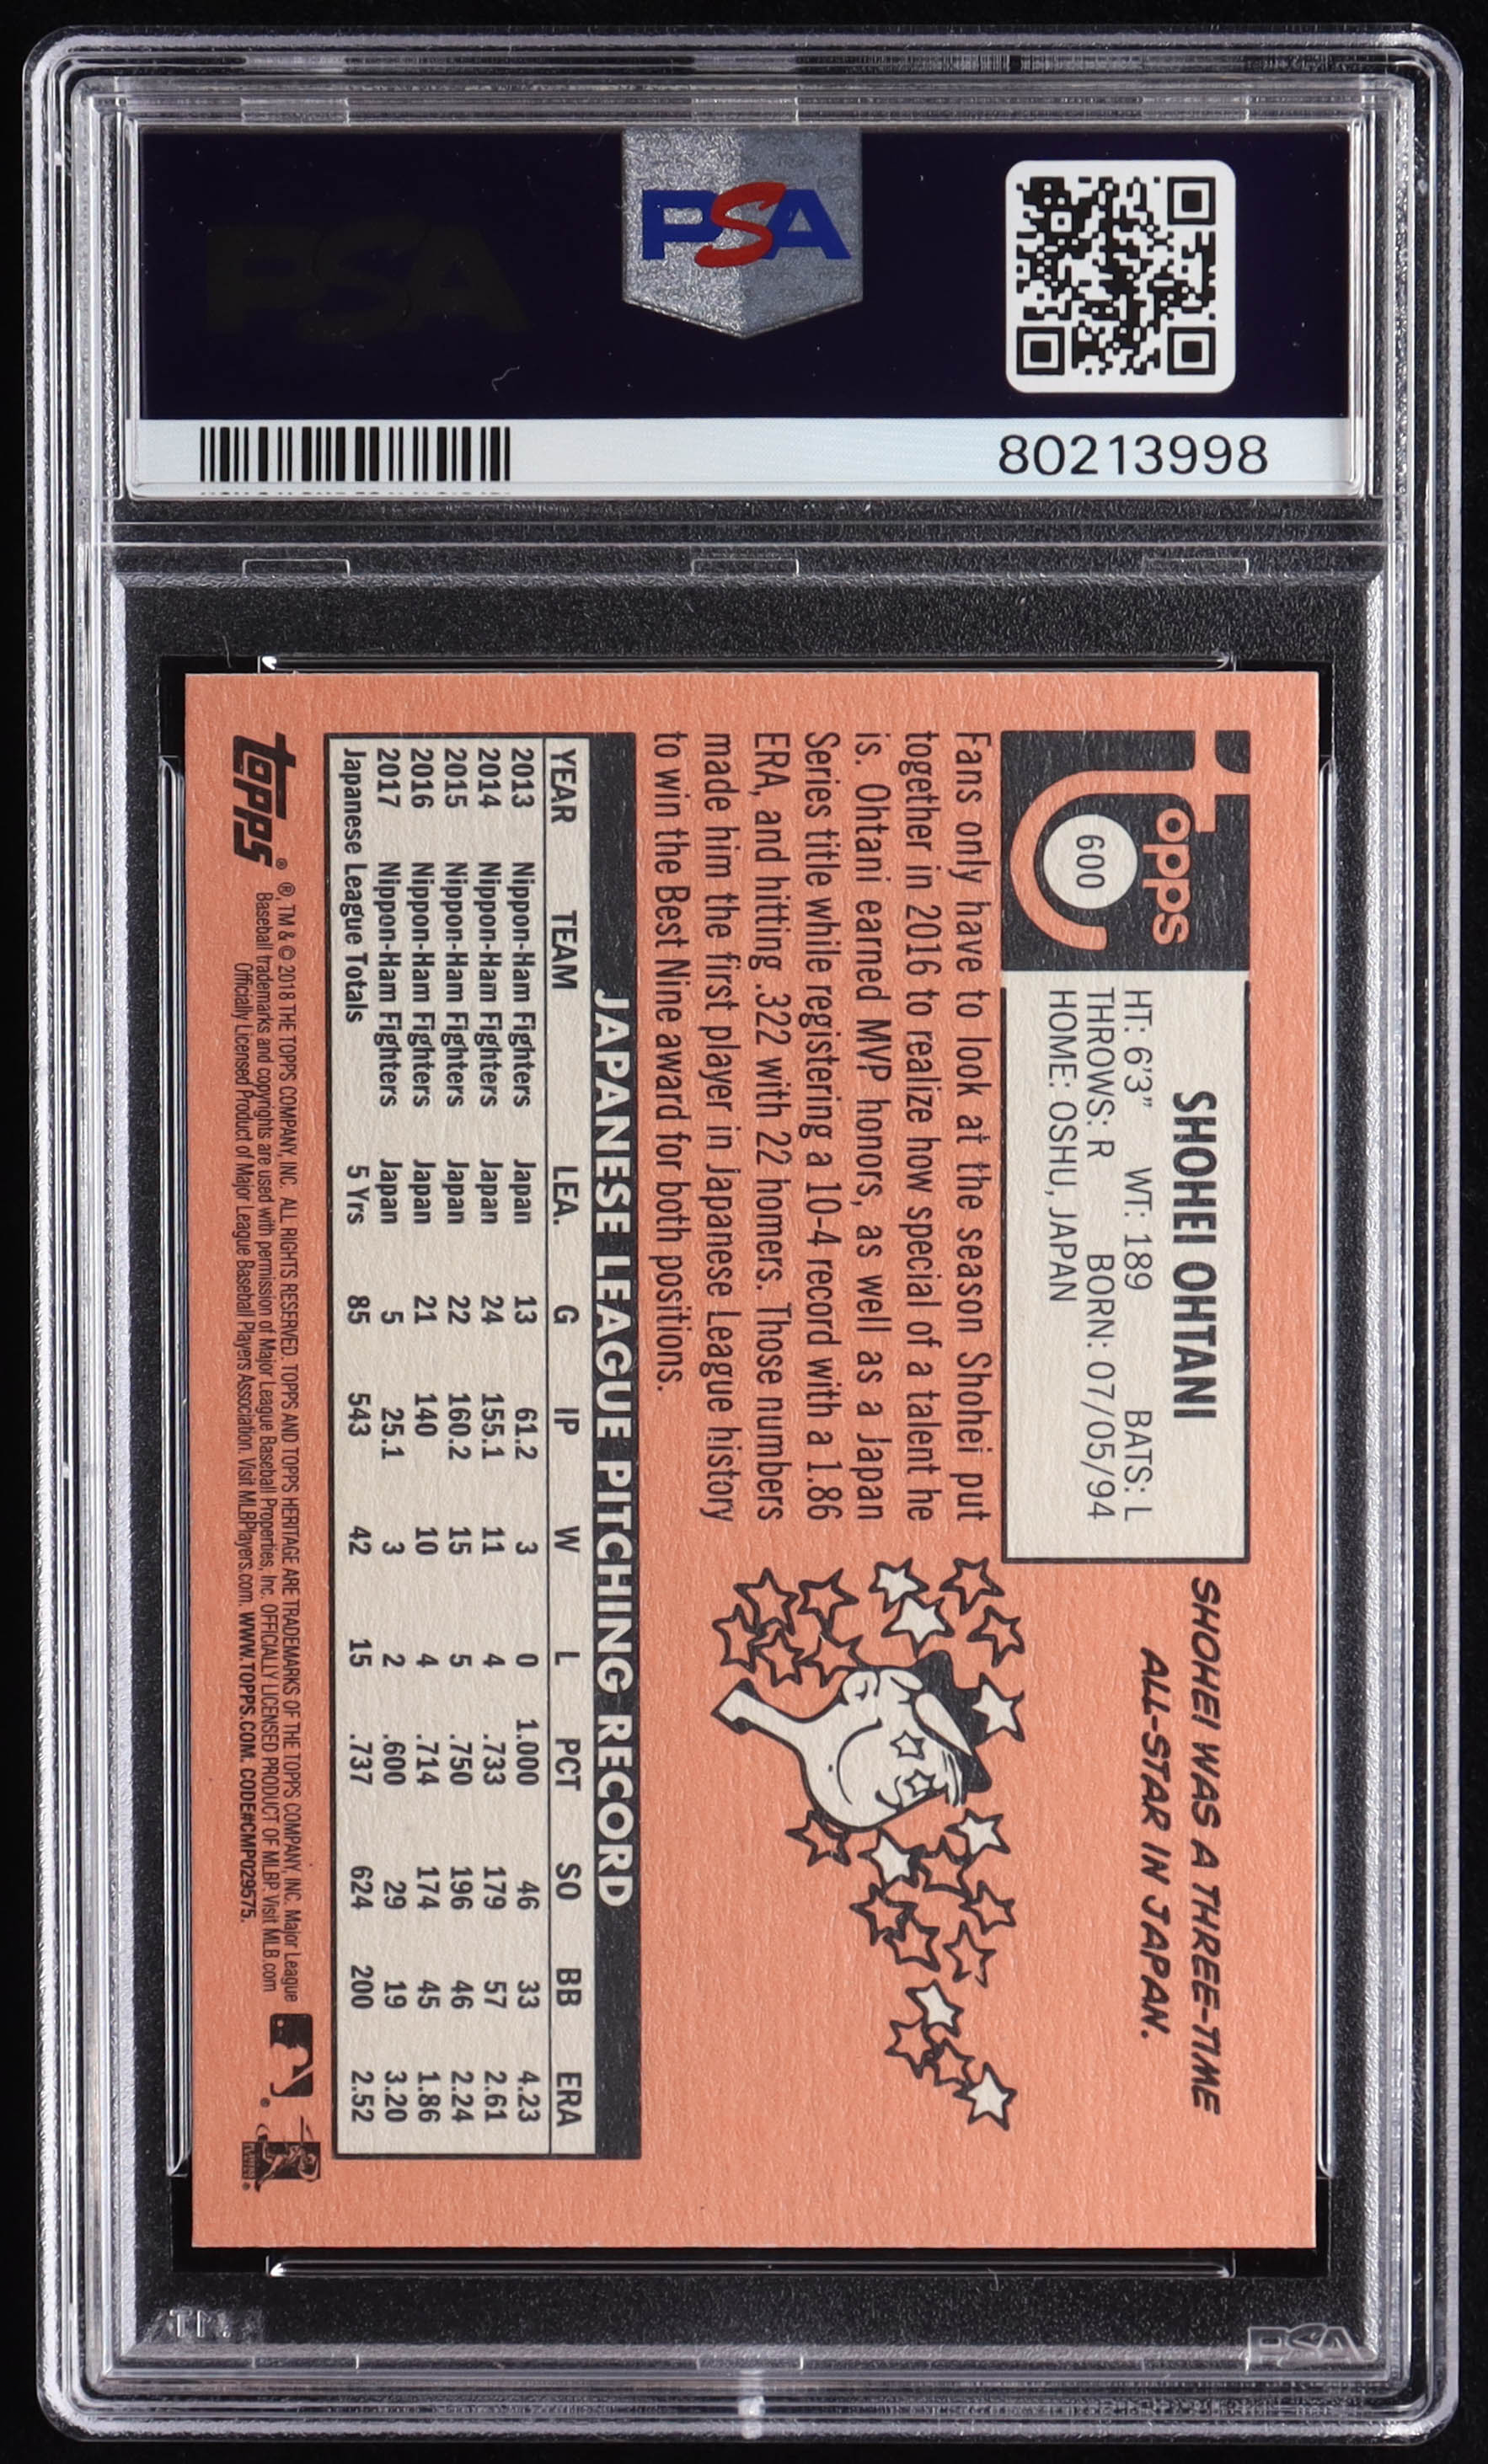 PSA
PSA
80213998
Topps
600
SHOHEI OHTANI
HT: 6'3" WT: 189 BATS: L
THROWS: R BORN: 07/05/94
HOME: OSHU, JAPAN
SHOHEI WAS A THREE-TIME
ALL-STAR IN JAPAN.
Fans only have to look at the season Shohei put
together in 2016 to realize how special of a talent he
is. Ohtani earned MVP honors, as well as a Japan
Series title while registering a 10-4 record with a 1.86
ERA, and hitting .322 with 22 homers. Those numbers
made him the first player in Japanese League history
to win the Best Nine award for both positions.
JAPANESE LEAGUE PITCHING RECORD
YEAR TEAM LEA. G IP W L PCT SO BB ERA
2013 Nippon-Ham Fighters Japan 13 61.2 3 0 1.000 46 33 4.23
2014 Nippon-Ham Fighters Japan 24 155.1 11 4 .733 179 57 2.61
2015 Nippon-Ham Fighters Japan 22 160.2 15 5 .750 196 46 2.24
2016 Nippon-Ham Fighters Japan 21 140 10 4 .714 174 45 1.86
2017 Nippon-Ham Fighters Japan 5 25.1 3 2 .600 29 19 3.20
Japanese League Totals 5 Yrs 85 543 42 15 .737 624 200 2.52
Topps®
®, TM & © 2018 THE TOPPS COMPANY, INC. ALL RIGHTS RESERVED. TOPPS AND TOPPS HERITAGE ARE TRADEMARKS OF THE TOPPS COMPANY, INC. Major League
Baseball trademarks and copyrights are used with permission of Major League Baseball Properties, Inc. OFFICIALLY LICENSED PRODUCT OF MLBP. Visit MLB.com
Officially Licensed Product of Major League Baseball Players Association. Visit MLBPlayers.com. WWW.TOPPS.COM. CODE#CMP029575.
PSA